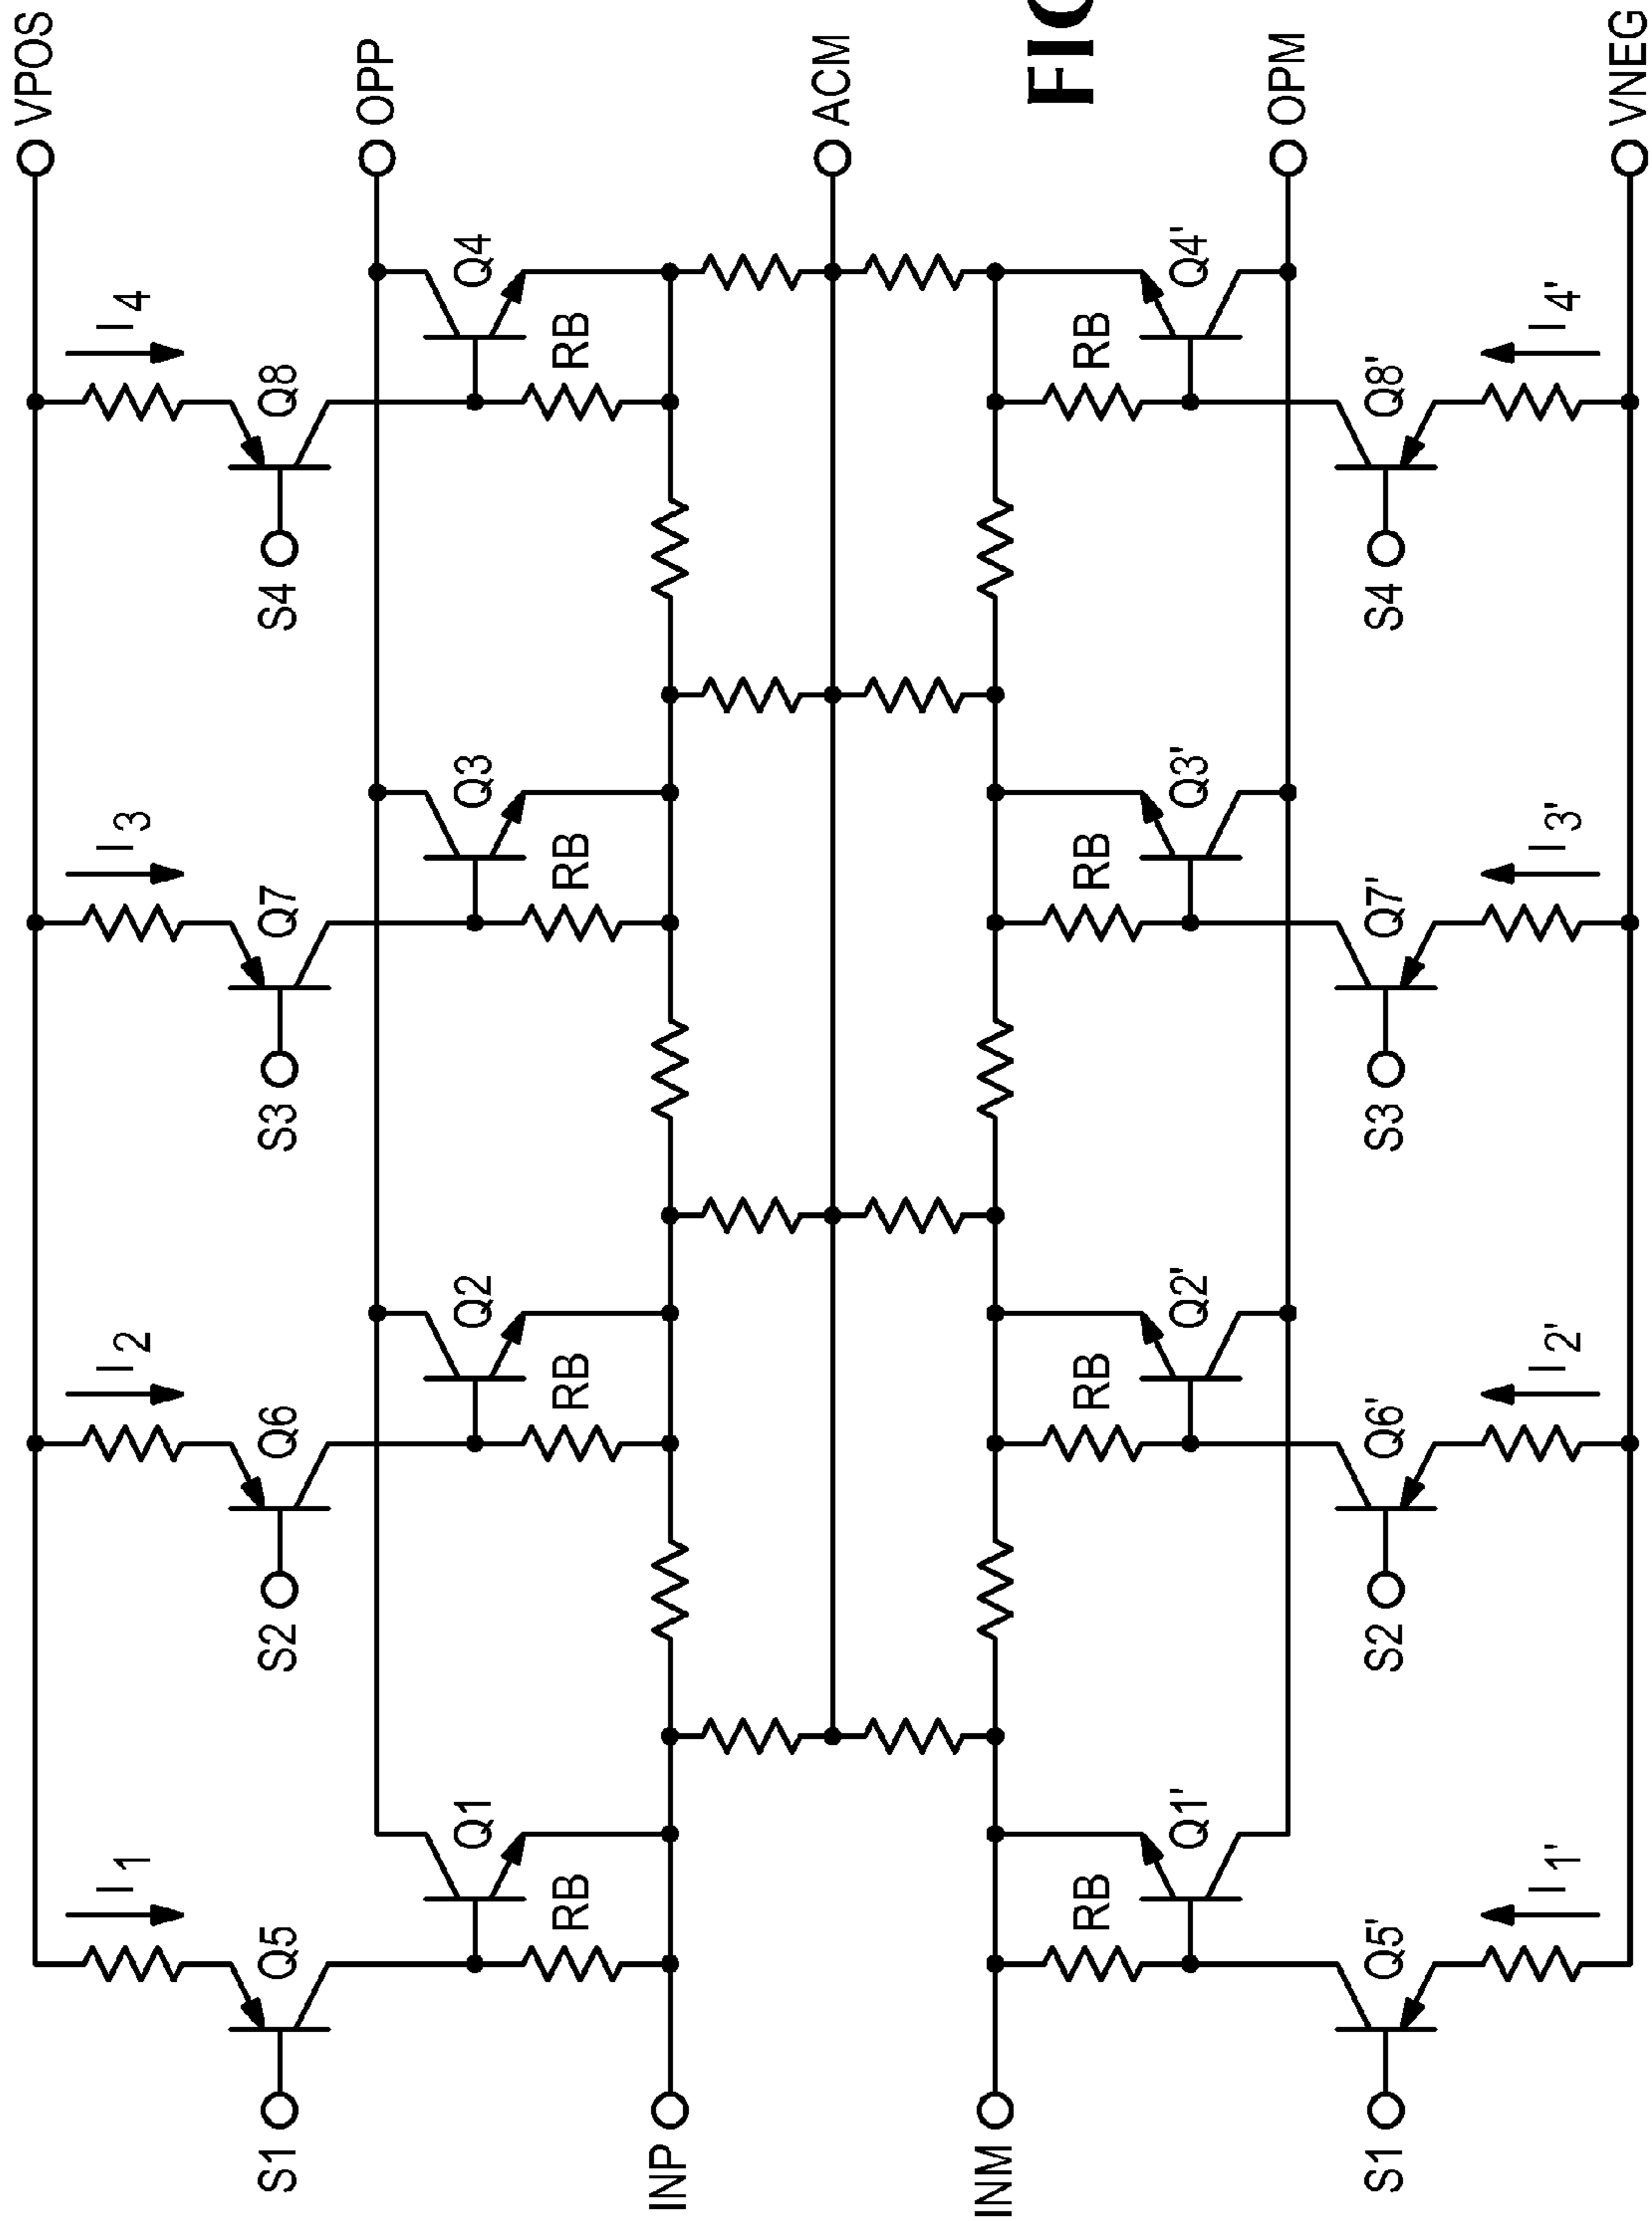 VPOS
I1 I2 I3 I4
S1 Q5 S2 Q6 S3 Q7 S4 Q8
OPP
Q1 Q2 Q3 Q4
RB RB RB RB
INP
ACM
INM
RB RB RB RB
Q1' Q2' Q3' Q4'
OPM
S1 Q5' S2 Q6' S3 Q7' S4 Q8'
I1' I2' I3' I4'
VNEG